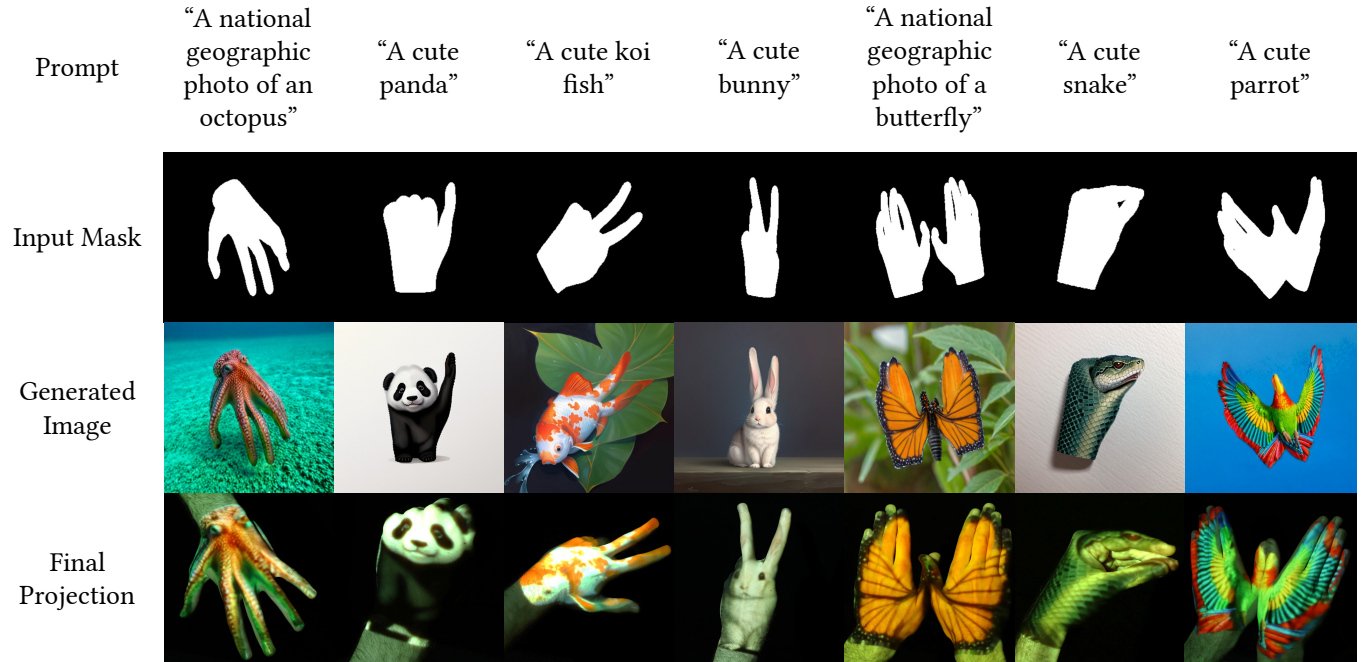 Prompt
“A national
geographic
photo of an
octopus”
“A cute
panda”
“A cute koi
fish”
“A cute
bunny”
“A national
geographic
photo of a
butterfly”
“A cute
snake”
“A cute
parrot”
Input Mask
Generated
Image
Final
Projection